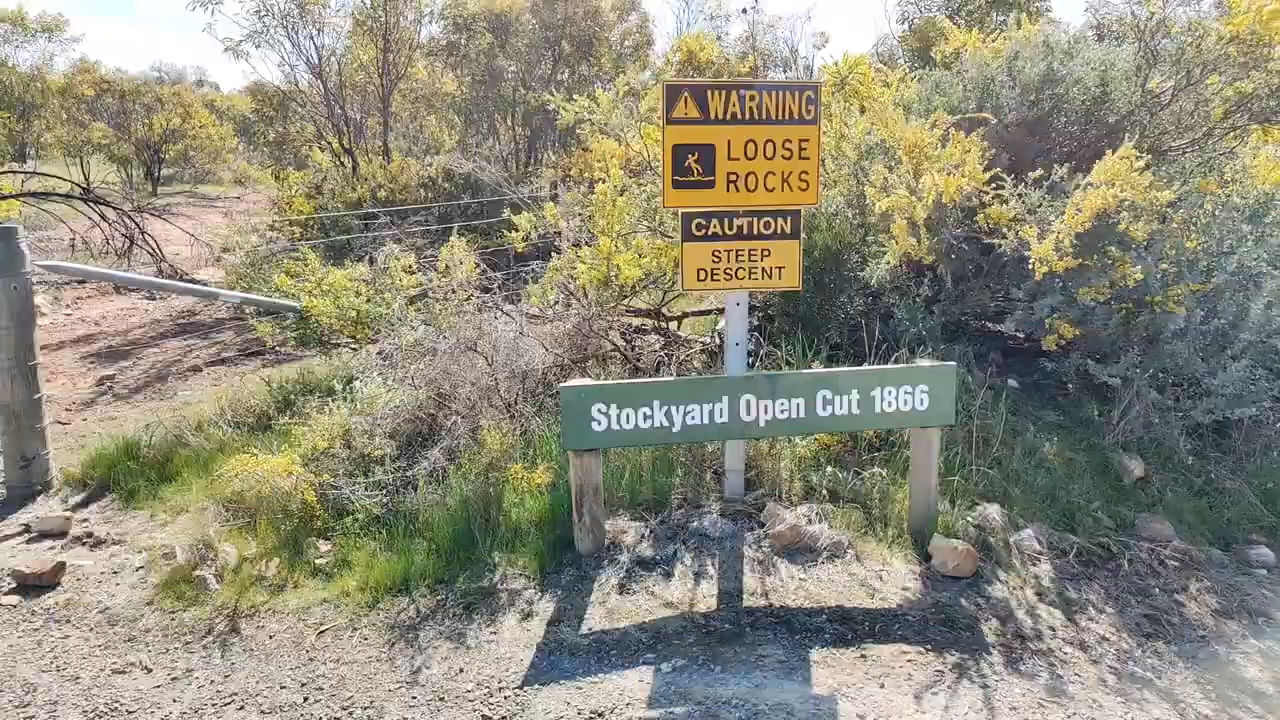 WARNING
LOOSE
ROCKS
CAUTION
STEEP
DESCENT
Stockyard Open Cut 1866